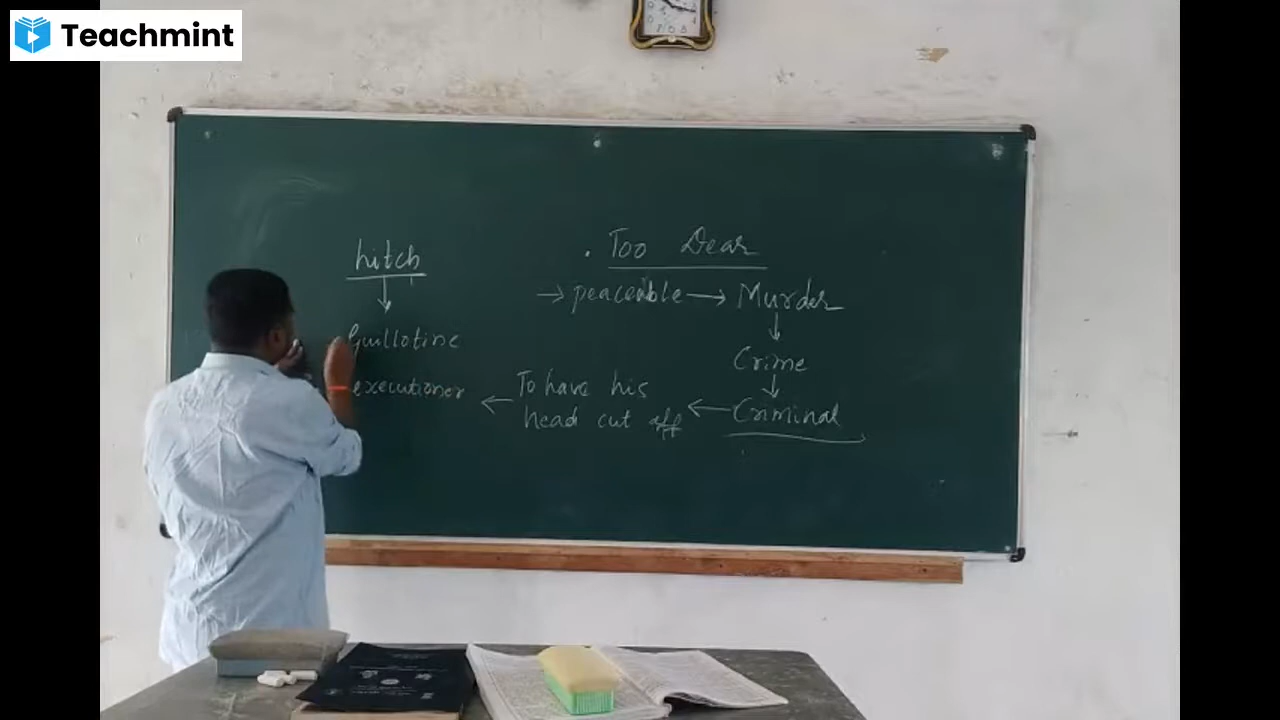 Teachmint
hitch
Guillotine
executioner
. Too Dear
→ peaceable → Murder
↓
Crime
↓
Criminal
← To have his
head cut off ←